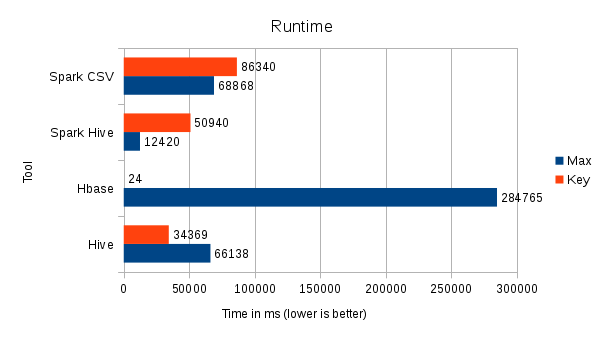 Runtime
Spark CSV
86340
68868
Spark Hive
50940
12420
Hbase
24
284765
Hive
34369
66138
Tool
Max
Key
0 50000 100000 150000 200000 250000 300000
Time in ms (lower is better)